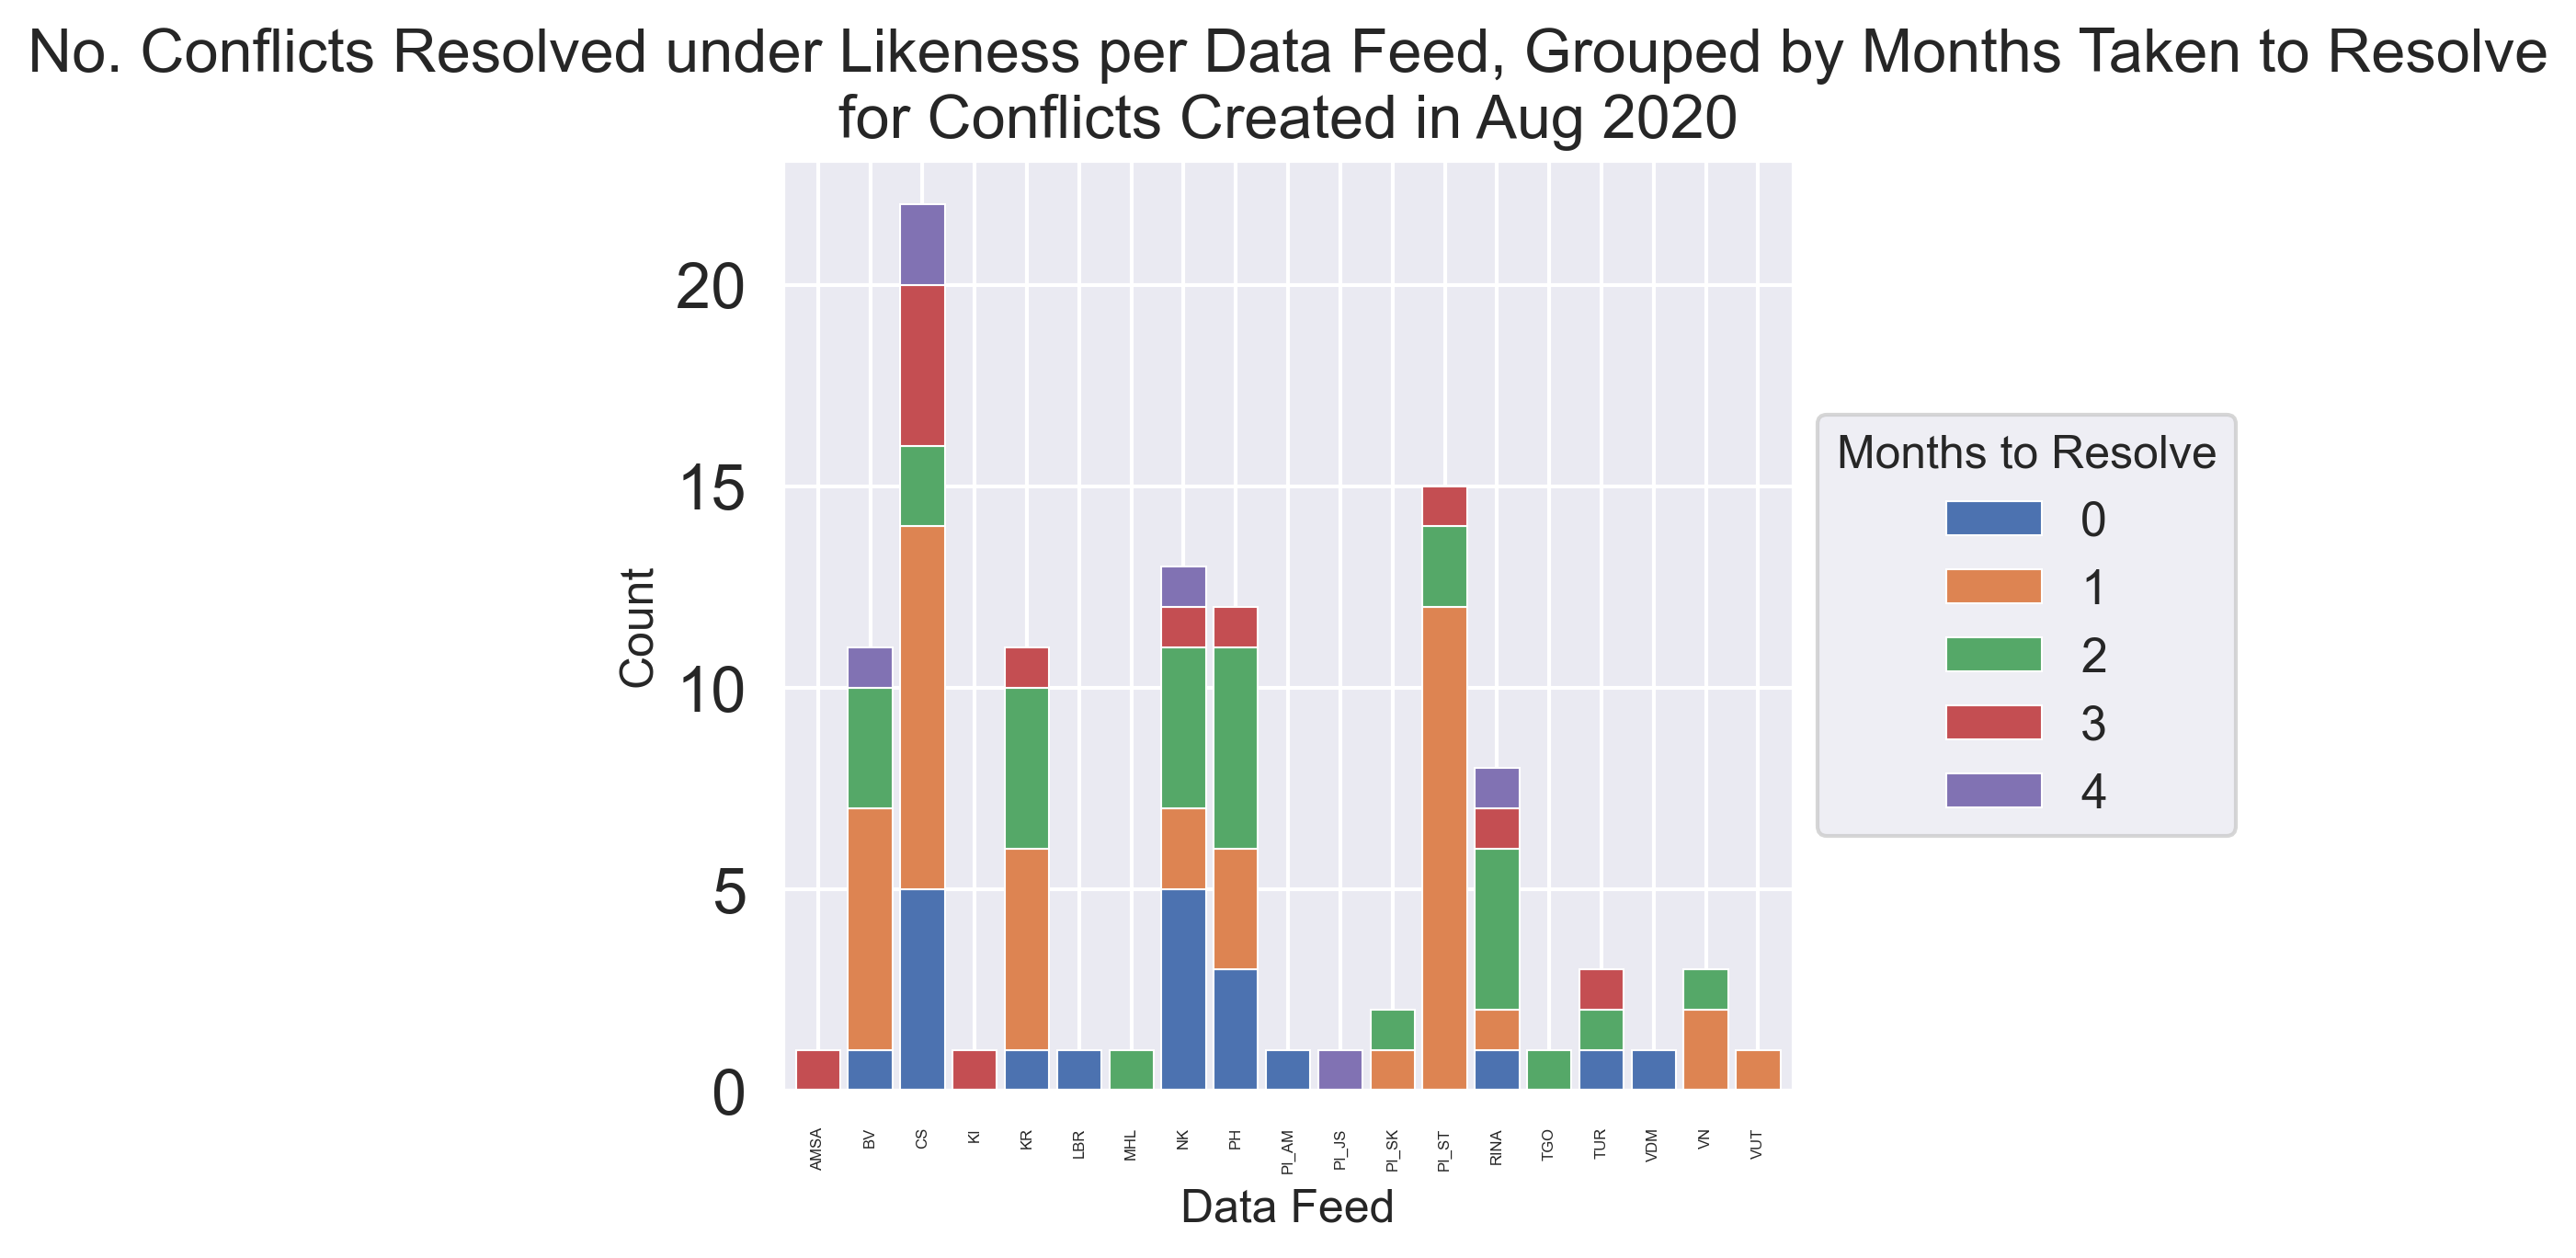 No. Conflicts Resolved under Likeness per Data Feed, Grouped by Months Taken to Resolve
for Conflicts Created in Aug 2020
20
15
10
5
0
Count
AMSA
BV
CS
KI
KR
LBR
MHL
NK
PH
PI_AM
PI_JS
PI_SK
PI_ST
RINA
TGO
TUR
VDM
VN
VUT
Data Feed
Months to Resolve
0
1
2
3
4